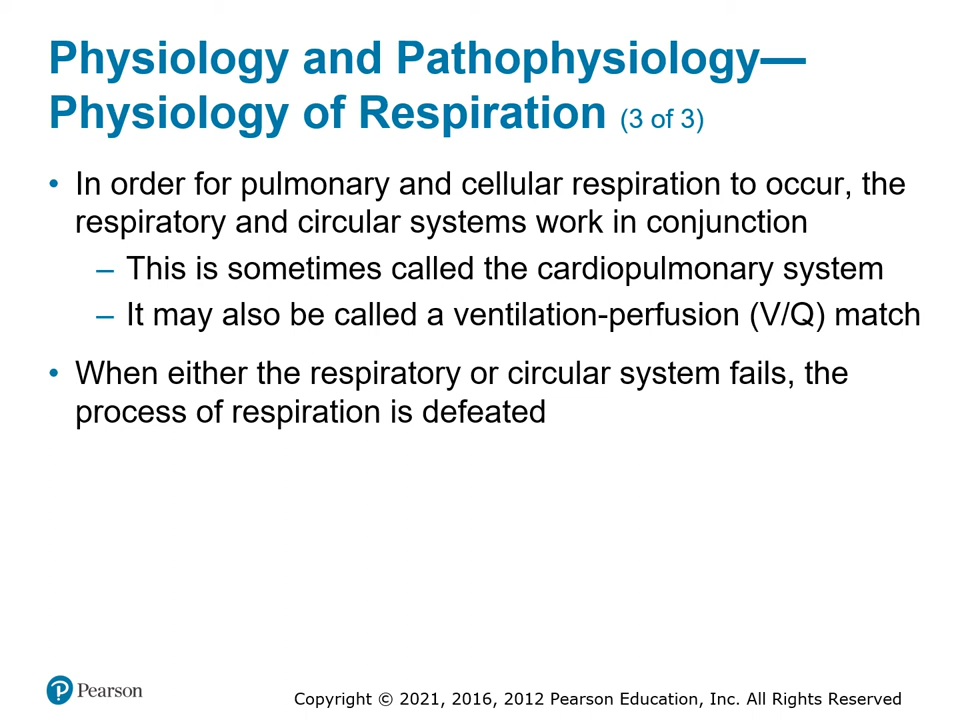 Physiology and Pathophysiology—
Physiology of Respiration (3 of 3)
• In order for pulmonary and cellular respiration to occur, the
respiratory and circular systems work in conjunction
– This is sometimes called the cardiopulmonary system
– It may also be called a ventilation-perfusion (V/Q) match
• When either the respiratory or circular system fails, the
process of respiration is defeated
Pearson
Copyright © 2021, 2016, 2012 Pearson Education, Inc. All Rights Reserved